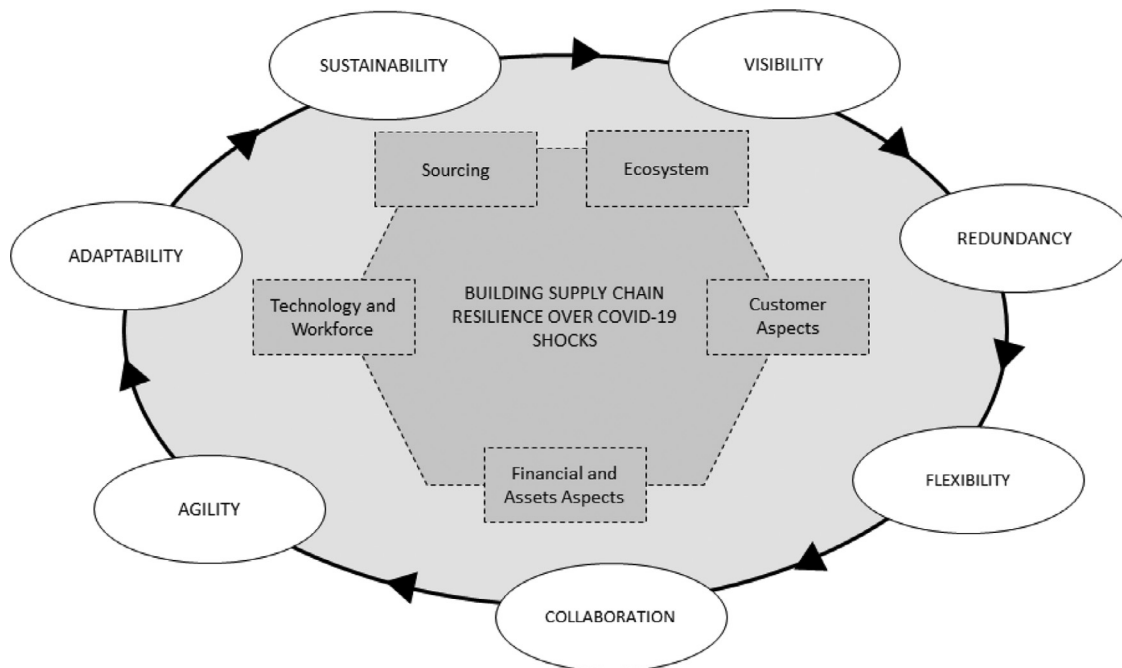 SUSTAINABILITY
VISIBILITY
Sourcing
Ecosystem
ADAPTABILITY
REDUNDANCY
Technology and
Workforce
BUILDING SUPPLY CHAIN
RESILIENCE OVER COVID-19
SHOCKS
Customer
Aspects
Financial and
Assets Aspects
FLEXIBILITY
AGILITY
COLLABORATION